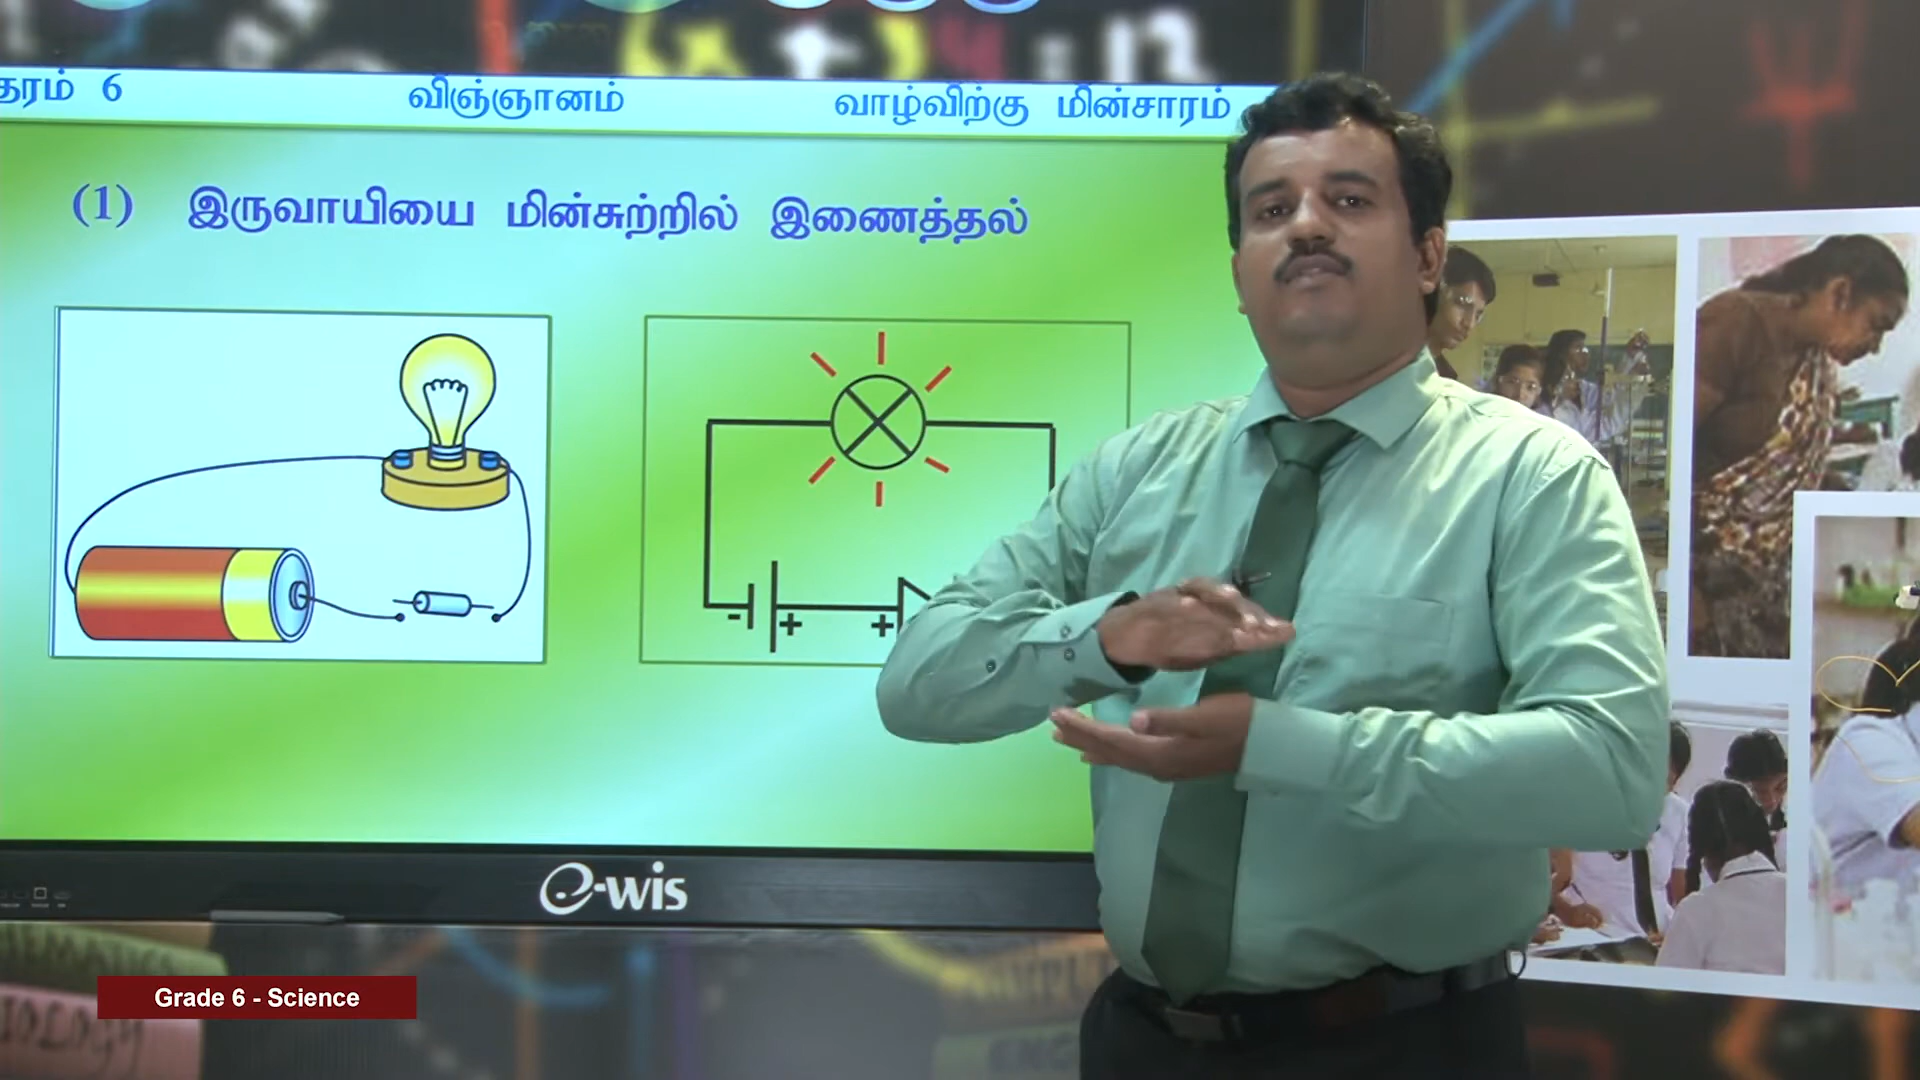 தரம் 6 விஞ்ஞானம் வாழ்விற்கு மின்சாரம்
(1) இருவாயியை மின்சுற்றில் இணைத்தல்
- + +
e-wis
Grade 6 - Science